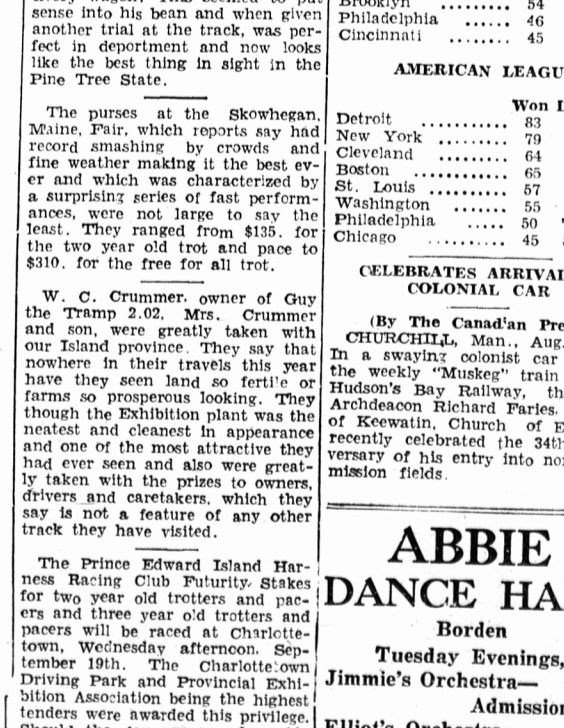 sense into his bean and when given
another trial at the track, was per-
fect in deportment and now looks
like the best thing in sight in the
Pine Tree State.
The purses at the Skowhegan,
Maine, Fair, which reports say had
record smashing by crowds and
fine weather making it the best ev-
er and which was characterized by
a surprising series of fast perform-
ances, were not large to say the
least. They ranged from $135. for
the two year old trot and pace to
$310. for the free for all trot.
W. C. Crummer, owner of Guy
the Tramp 2.02, Mrs. Crummer
and son, were greatly taken with
our Island province. They say that
nowhere in their travels this year
have they seen land so fertile or
farms so prosperous looking. They
though the Exhibition plant was the
neatest and cleanest in appearance
and one of the most attractive they
had ever seen and also were great-
ly taken with the prizes to owners,
drivers and caretakers, which they
say is not a feature of any other
track they have visited.
The Prince Edward Island Har-
ness Racing Club Futurity Stakes
for two year old trotters and pac-
ers and three year old trotters and
pacers will be raced at Charlotte-
town, Wednesday afternoon, Sep-
tember 19th. The Charlottetown
Driving Park and Provincial Exhi-
bition Association being the highest
tenders were awarded this privilege.
Brooklyn ......... 54
Philadelphia ........ 46
Cincinnati ........ 45
AMERICAN LEAGU
Won L
Detroit ........... 83
New York .......... 79
Cleveland ......... 64
Boston ............ 65
St. Louis ......... 57
Washington ...... 55
Philadelphia ..... 50
Chicago .......... 45
CELEBRATES ARRIVA
COLONIAL CAR
(By The Canadian Pre
CHURCHILL, Man., Aug.
In a swaying colonist car
the weekly "Muskeg" train
Hudson's Bay Railway, th
Archdeacon Richard Faries,
of Keewatin, Church of E
recently celebrated the 34th
versary of his entry into no
mission fields.
ABBIE
DANCE HA
Borden
Tuesday Evenings,
Jimmie's Orchestra—
Admission